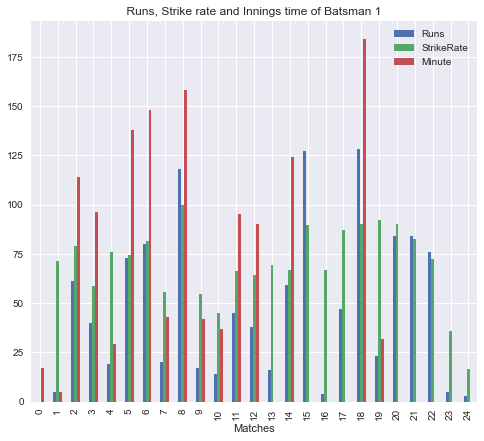 Runs, Strike rate and Innings time of Batsman 1
Runs
StrikeRate
Minute
175
150
125
100
75
50
25
0
0 1 2 3 4 5 6 7 8 9 10 11 12 13 14 15 16 17 18 19 20 21 22 23 24
Matches